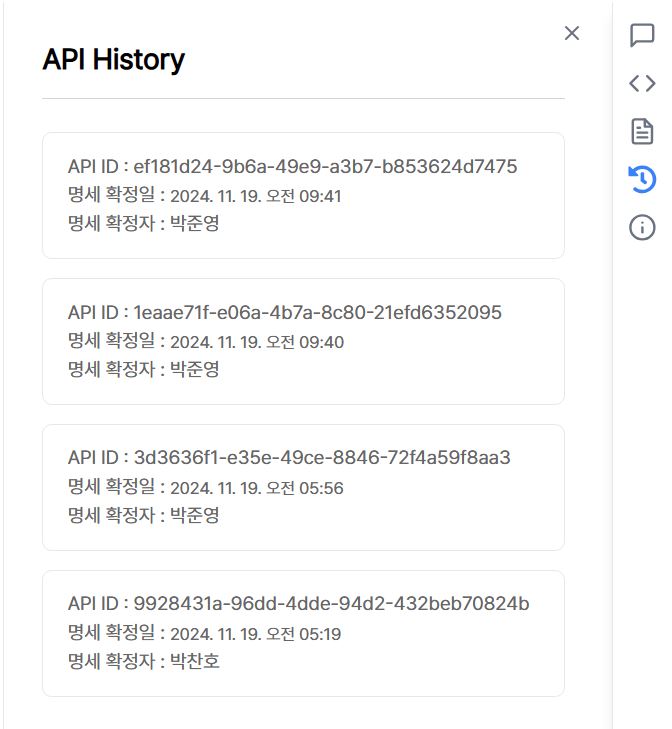 API History
API ID : ef181d24-9b6a-49e9-a3b7-b853624d7475
명세 확정일 : 2024. 11. 19. 오전 09:41
명세 확정자 : 박준영
API ID : 1eaae71f-e06a-4b7a-8c80-21efd6352095
명세 확정일 : 2024. 11. 19. 오전 09:40
명세 확정자 : 박준영
API ID : 3d3636f1-e35e-49ce-8846-72f4a59f8aa3
명세 확정일 : 2024. 11. 19. 오전 05:56
명세 확정자 : 박준영
API ID : 9928431a-96dd-4dde-94d2-432beb70824b
명세 확정일 : 2024. 11. 19. 오전 05:19
명세 확정자 : 박찬호